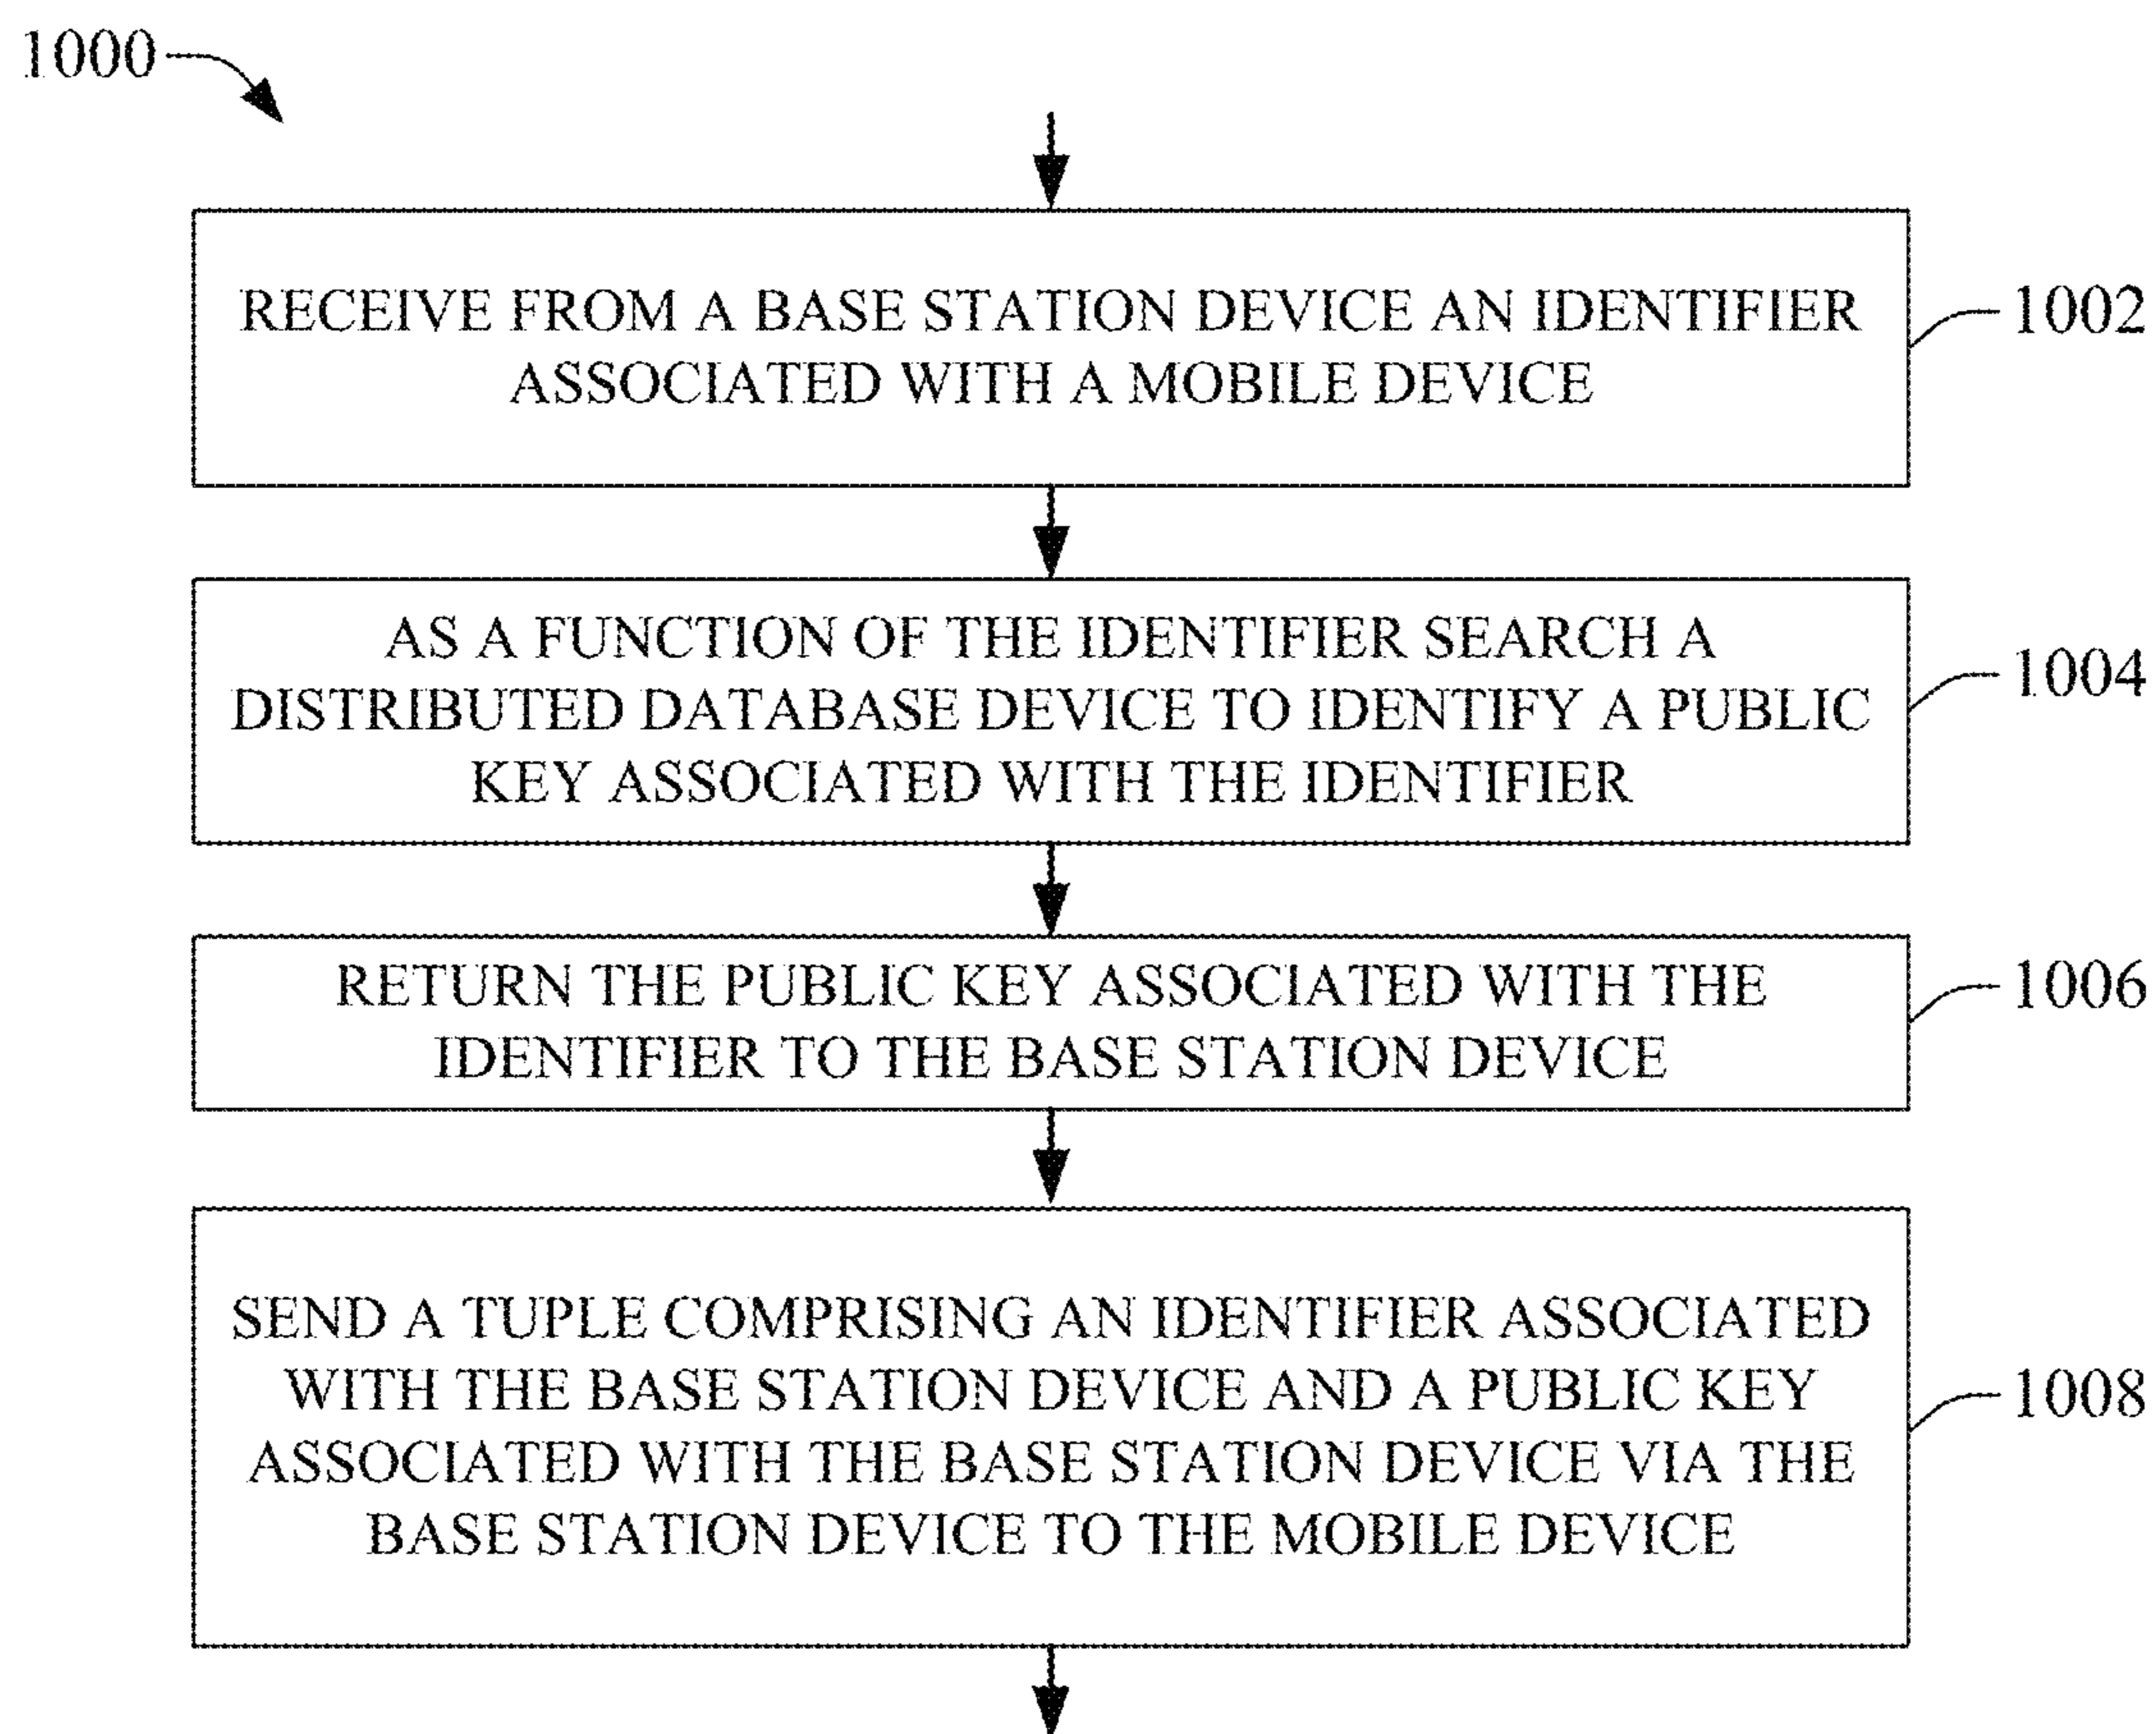 1000
RECEIVE FROM A BASE STATION DEVICE AN IDENTIFIER
ASSOCIATED WITH A MOBILE DEVICE
1002
AS A FUNCTION OF THE IDENTIFIER SEARCH A
DISTRIBUTED DATABASE DEVICE TO IDENTIFY A PUBLIC
KEY ASSOCIATED WITH THE IDENTIFIER
1004
RETURN THE PUBLIC KEY ASSOCIATED WITH THE
IDENTIFIER TO THE BASE STATION DEVICE
1006
SEND A TUPLE COMPRISING AN IDENTIFIER ASSOCIATED
WITH THE BASE STATION DEVICE AND A PUBLIC KEY
ASSOCIATED WITH THE BASE STATION DEVICE VIA THE
BASE STATION DEVICE TO THE MOBILE DEVICE
1008